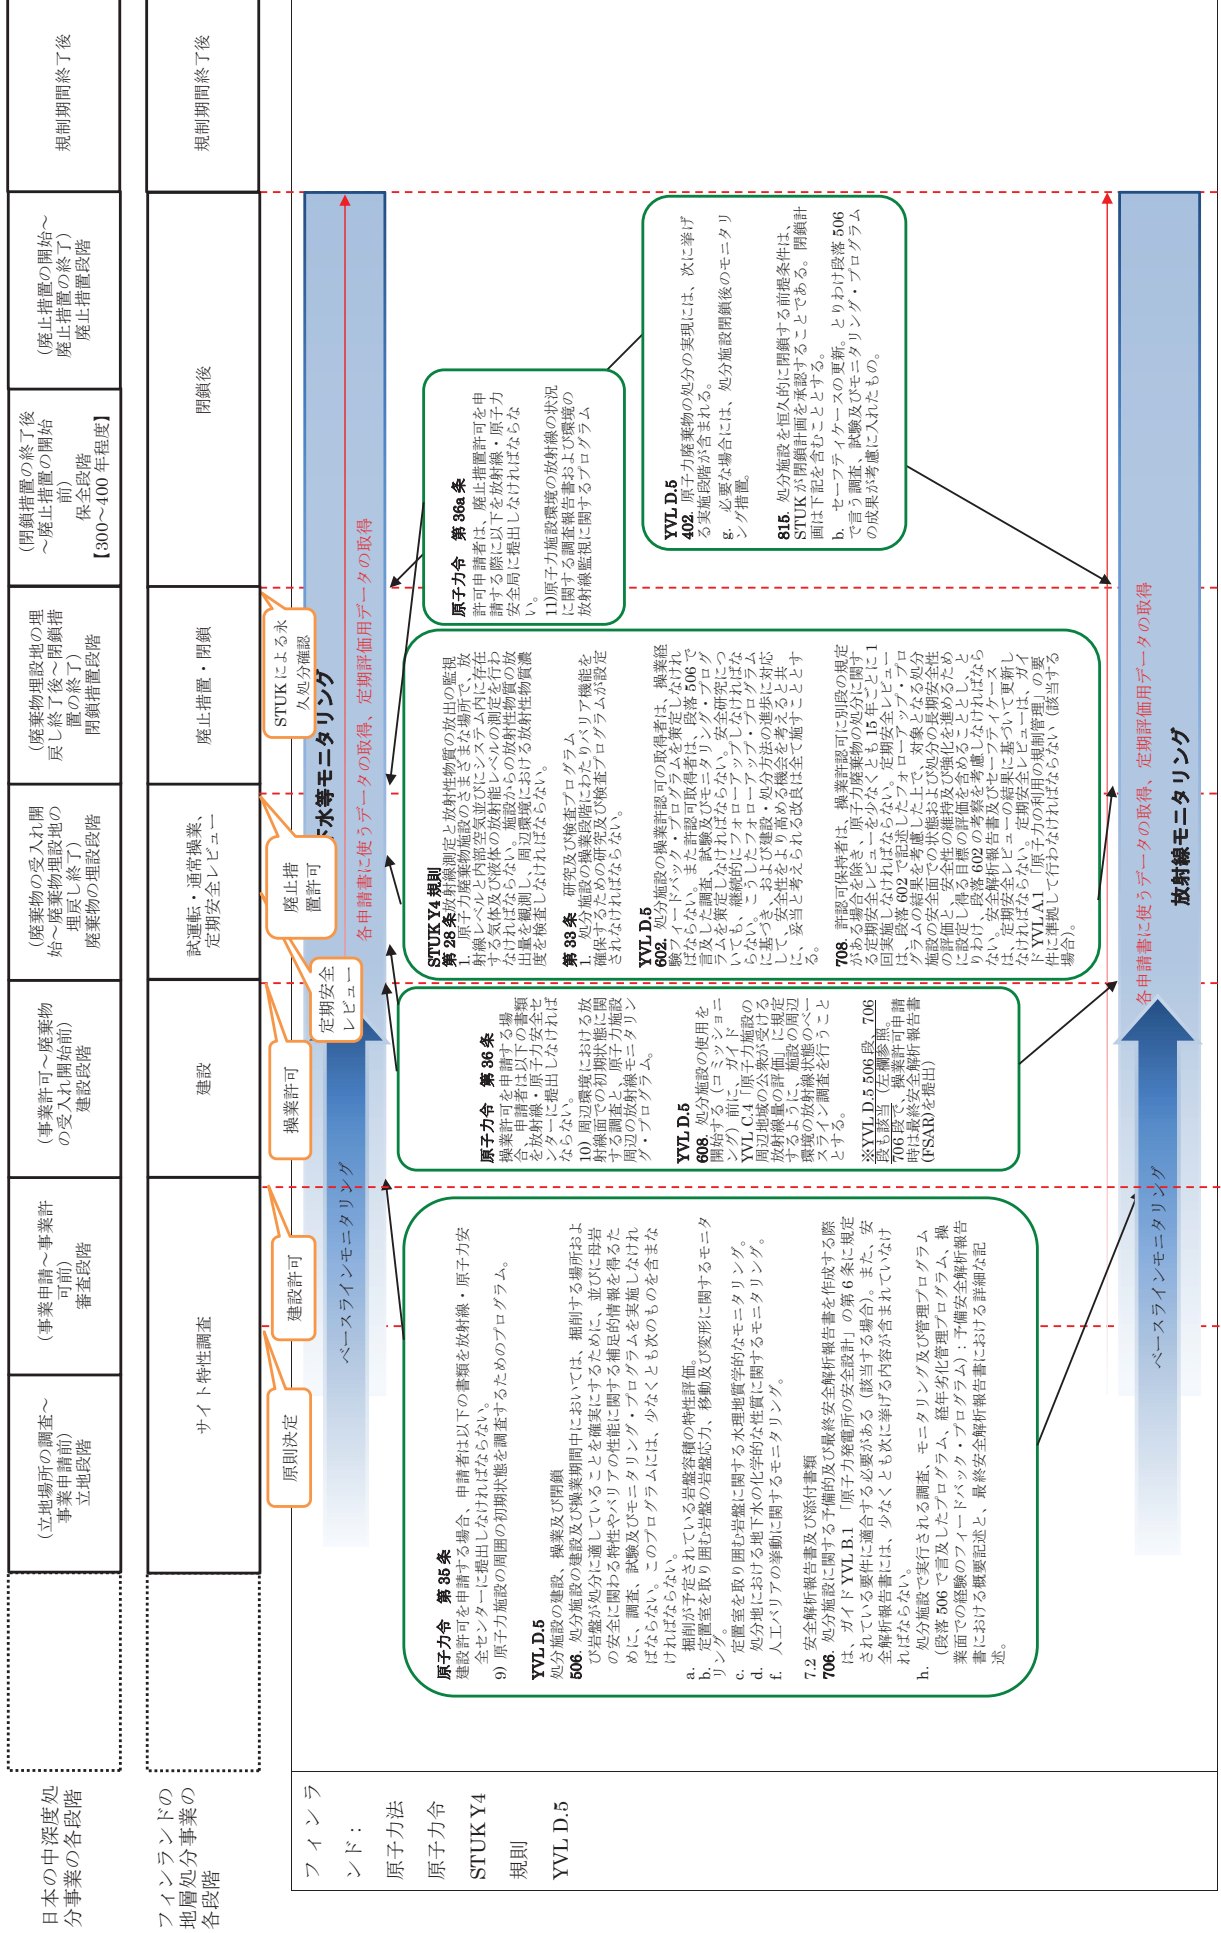 日本の中深度処
分事業の各段階
(立地場所の調査～
事業申請前)
立地段階
(事業申請～事業許
可前)
審査段階
(事業許可～廃棄物
の受入れ開始前)
建設段階
(廃棄物の受入れ開
始～廃棄物埋設地の
埋戻し終了)
廃棄物の埋設段階
(廃棄物埋設地の埋
戻し終了後～閉鎖措
置の終了)
閉鎖措置段階
(閉鎖措置の終了後
～廃止措置の開始
前)
保全段階
【300～400 年程度】
(廃止措置の開始～
廃止措置の終了)
廃止措置段階
規制期間終了後
フィンランドの
地層処分事業の
各段階
サイト特性調査
建設
試運転・通常操業、
定期安全レビュー
廃止措置・閉鎖
閉鎖後
規制期間終了後
原則決定
建設許可
操業許可
定期安全
レビュー
廃止措
置許可
STUK による永
久処分確認
フィンラ
ンド：
原子力法
原子力令
STUK Y4
規則
YVL D.5
ベースラインモニタリング
水等モニタリング
各申請書に使うデータの取得、定期評価用データの取得
原子力令　第 35 条
建設許可を申請する場合、申請者は以下の書類を放射線・原子力安
全センターに提出しなければならない。
9) 原子力施設の周囲の初期状態を調査するためのプログラム。
YVL D.5
処分施設の建設、操業及び閉鎖
506. 処分施設の建設及び操業期間中においては、掘削する場所およ
び岩盤が処分に適していることを確実にするために、並びに母岩
の安全に関わる特性やバリアの性能に関する補足的情報を得るた
めに、調査、試験及びモニタリング・プログラムを実施しなけれ
ばならない。このプログラムには、少なくとも次のものを含まな
ければならない。
a. 掘削が予定されている岩盤容積の特性評価。
b. 定置室を取り囲む岩盤の岩盤応力、移動及び変形に関するモニタ
リング。
c. 定置室を取り囲む岩盤に関する水理地質学的なモニタリング。
d. 処分地における地下水の化学的な性質に関するモニタリング。
f. 人工バリアの挙動に関するモニタリング。
7.2 安全解析報告書及び添付書類
706. 処分施設に関する予備的及び最終安全解析報告書を作成する際
は、ガイド YVL B.1 「原子力発電所の安全設計」の第 6 条に規定
されている要件に適合する必要がある（該当する場合）。また、安
全解析報告書には、少なくとも次に挙げる内容が含まれていなけ
ればならない。
h. 処分施設で実行される調査、モニタリング及び管理プログラム
（段落 506 で言及したプログラム、経年劣化管理プログラム、操
業面での経験のフィードバック・プログラム）：予備安全解析報告
書における概要記述と、最終安全解析報告書における詳細な記
述。
原子力令　第 36 条
操業許可を申請する場
合、申請者は以下の書類
を放射線・原子力安全セ
ンターに提出しなければ
ならない。
10) 周辺環境における放
射線面での初期状態に関
する調査と、原子力施設
周辺の放射線モニタリン
グ・プログラム。
YVL D.5
608. 処分施設の使用を
開始する（コミッショニ
ング）前に、ガイド
YVL C.4「原子力施設の
周辺地域の公衆が受ける
放射線量の評価」に規定
するように、施設の周辺
環境の放射線状態のベー
スライン調査を行うこと
とする。
※YVL D.5 506 段、706
段も該当（左欄参照。
706 段で、操業許可申請
時は最終安全解析報告書
(FSAR)を提出）
STUK Y4 規則
第 28 条放射線測定と放射性物質の放出の監視
1. 原子力廃棄物施設のさまざまな場所で、放
射線レベルと内部空気並びにシステム内に存在
する気体及び液体の放射能レベルの測定を行わ
なければならない。施設からの放射性物質の放
出量を観測し、周辺環境における放射性物質濃
度を検査しなければならない。
第 33 条　研究及び検査プログラム
1. 処分施設の操業段階にわたりバリア機能を
確保するための研究及び検査プログラムが設定
されなければならない。
YVL D.5
602. 処分施設の操業許認可の取得者は、操業経
験フィードバック・プログラムを策定しなけれ
ばならない。また許認可取得者は、段落 506 で
言及した調査、試験及びモニタリング・プログ
ラムを策定しなければならない。安全研究につ
いても、継続的にフォローアップしなければな
らない。こうしたフォローアップ・プログラム
に基づき、および建設・処分方法の進歩に対応
して、安全性をより高める機会を考えると共
に、妥当と考えられる改良は全て施すこととす
る。
708. 許認可保持者は、操業許認可に別段の規定
がある場合を除き、原子力廃棄物の処分に関す
る定期安全レビューを少なくとも 15 年ごとに 1
回実施しなければならない。定期安全レビュー
は、段落 602 で記述したフォローアップ・プロ
グラムの結果を考慮した上で、対象となる処分
施設の安全面での状態および処分の長期安全性
の評価と、安全性の維持及び強化を進めるため
に設定し得る目標の評価を含めることとし、と
りわけ、段落 602 の考察を考慮しなければなら
ない。安全解析報告書及びセーフティケース
は、定期安全レビューの結果に基づいて更新し
なければならない。定期安全レビューは、ガイ
ド YVL A.1 「原子力の利用の規制管理」の要
件に準拠して行わなければならない（該当する
場合）。
原子力令　第 36a 条
許可申請者は、廃止措置許可を申
請する際に以下を放射線・原子力
安全局に提出しなければならな
い。
11)原子力施設環境の放射線の状況
に関する調査報告書および環境の
放射線監視に関するプログラム
YVL D.5
402. 原子力廃棄物の処分の実現には、次に挙げ
る実施段階が含まれる。
g. 必要な場合には、処分施設閉鎖後のモニタリ
ング措置。
815. 処分施設を恒久的に閉鎖する前提条件は、
STUK が閉鎖計画を承認することである。閉鎖計
画は下記を含むこととする。
b. セーフティケースの更新。とりわけ段落 506
で言う調査、試験及びモニタリング・プログラム
の成果が考慮に入れたもの。
ベースラインモニタリング
各申請書に使うデータの取得、定期評価用データの取得
放射線モニタリング